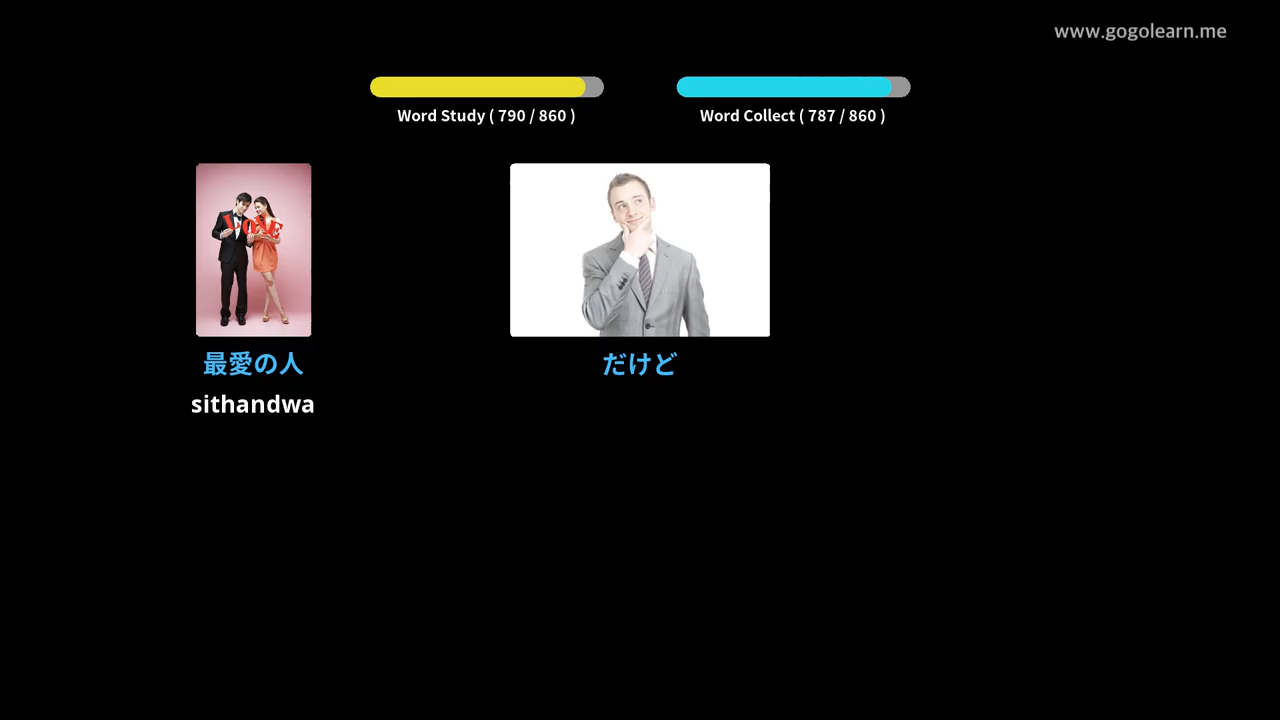 www.gogolearn.me
Word Study ( 790 / 860 )
Word Collect ( 787 / 860 )
最愛の人
sithandwa
だけど